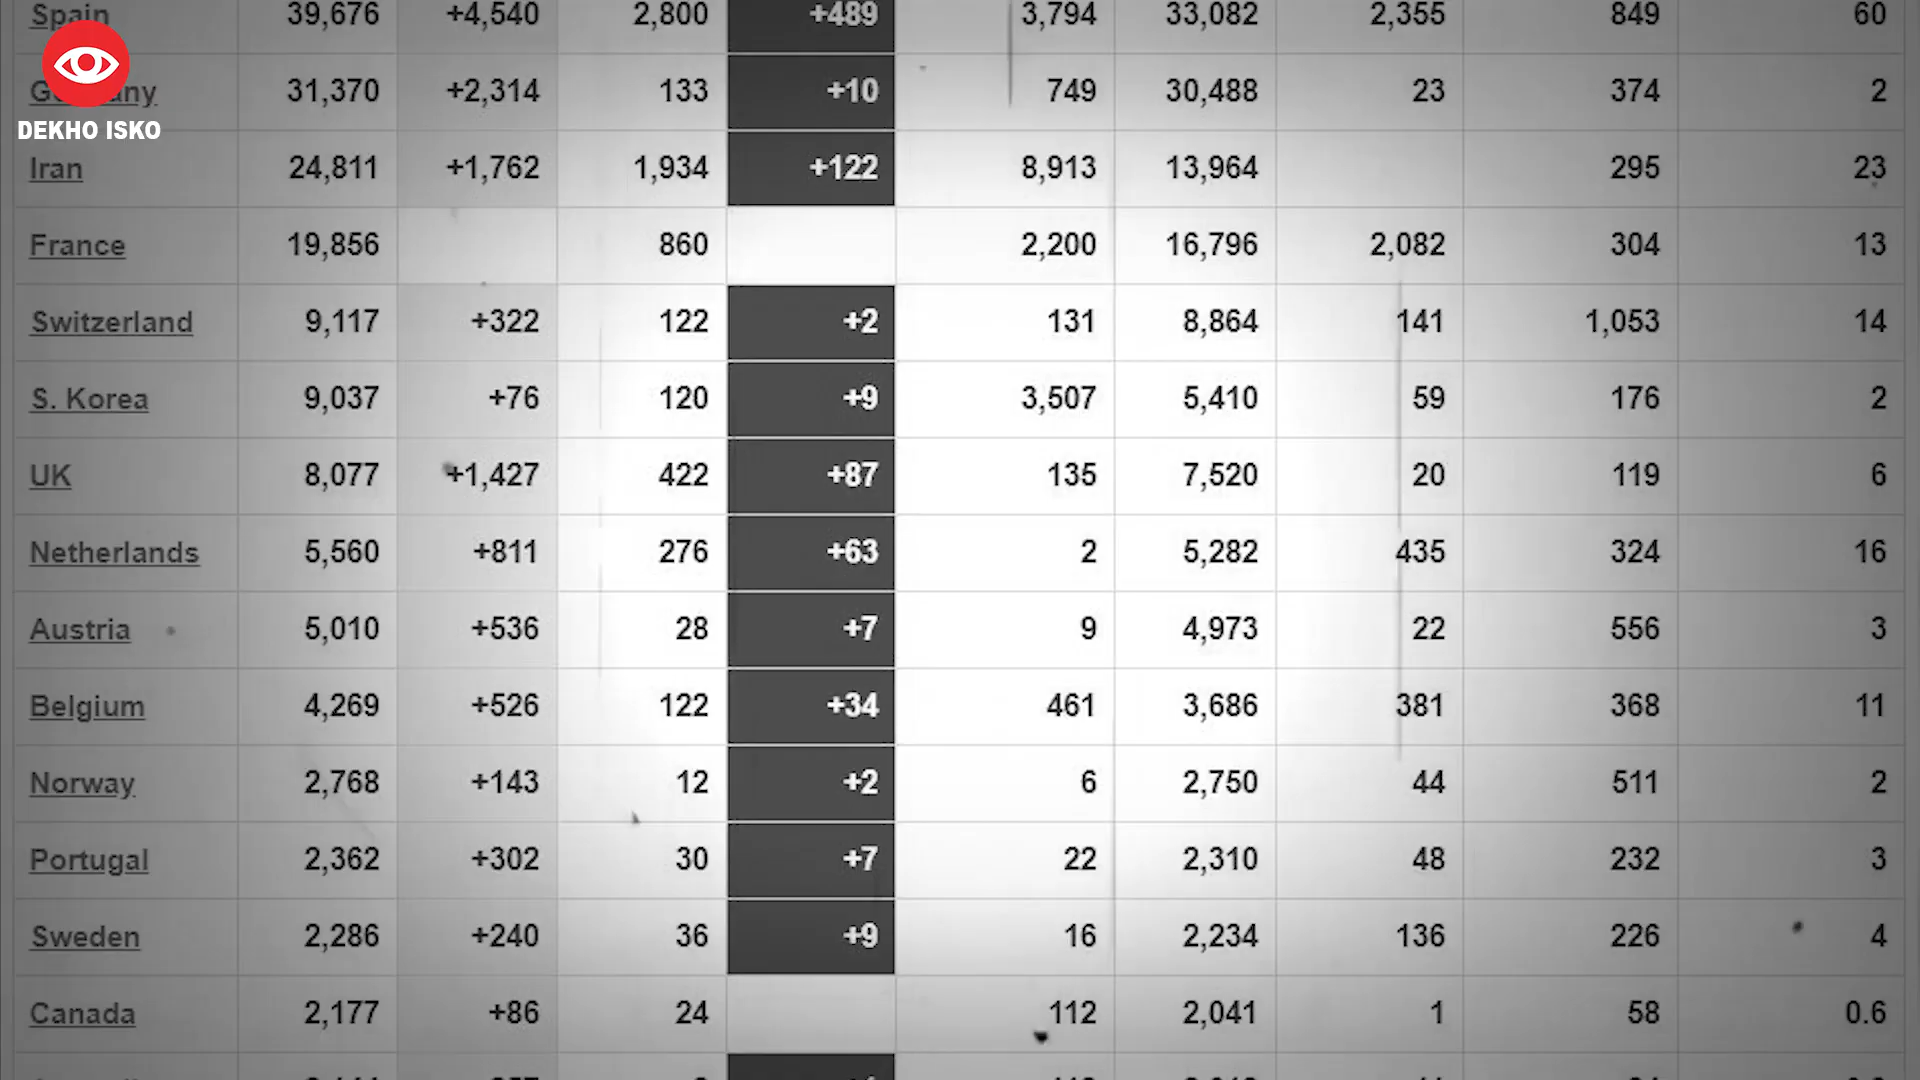 Spain 39,676 +4,540 2,800 +489 3,794 33,082 2,355 849 60
31,370 +2,314 133 +10 749 30,488 23 374 2
DEKHO ISKO
Iran 24,811 +1,762 1,934 +122 8,913 13,964 295 23
France 19,856 860 2,200 16,796 2,082 304 13
Switzerland 9,117 +322 122 +2 131 8,864 141 1,053 14
S. Korea 9,037 +76 120 +9 3,507 5,410 59 176 2
UK 8,077 +1,427 422 +87 135 7,520 20 119 6
Netherlands 5,560 +811 276 +63 2 5,282 435 324 16
Austria 5,010 +536 28 +7 9 4,973 22 556 3
Belgium 4,269 +526 122 +34 461 3,686 381 368 11
Norway 2,768 +143 12 +2 6 2,750 44 511 2
Portugal 2,362 +302 30 +7 22 2,310 48 232 3
Sweden 2,286 +240 36 +9 16 2,234 136 226 4
Canada 2,177 +86 24 112 2,041 1 58 0.6